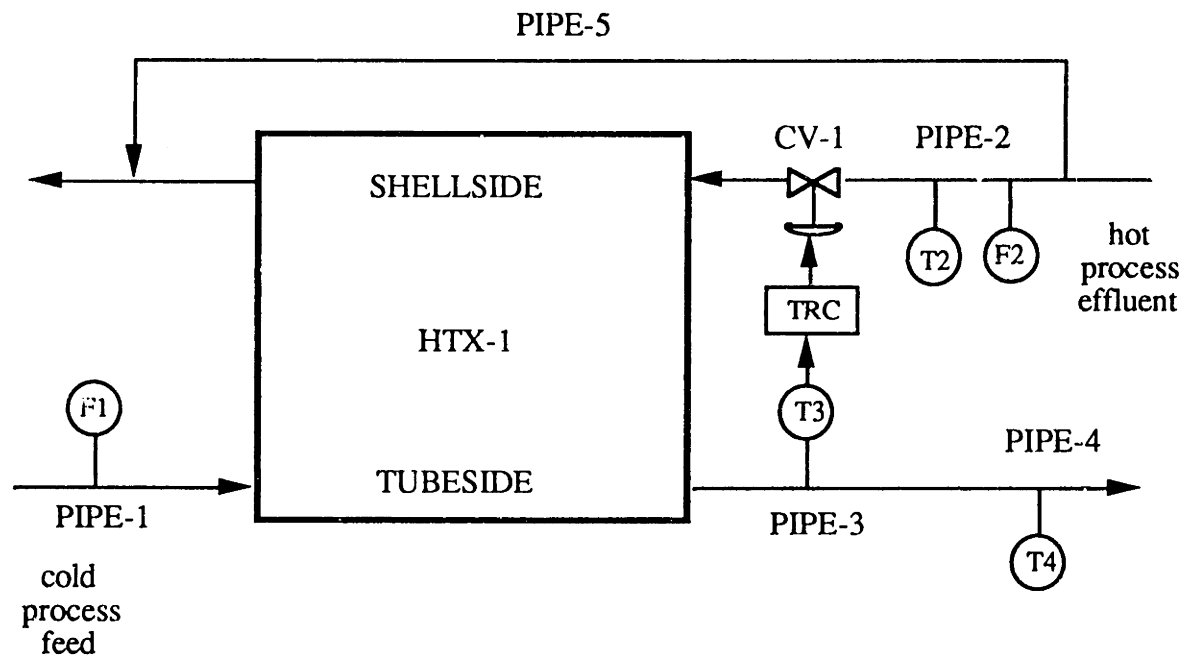 PIPE-5
CV-1
PIPE-2
SHELLSIDE
T2
F2
hot
process
effluent
TRC
HTX-1
F1
T3
PIPE-4
TUBESIDE
PIPE-1
PIPE-3
T4
cold
process
feed